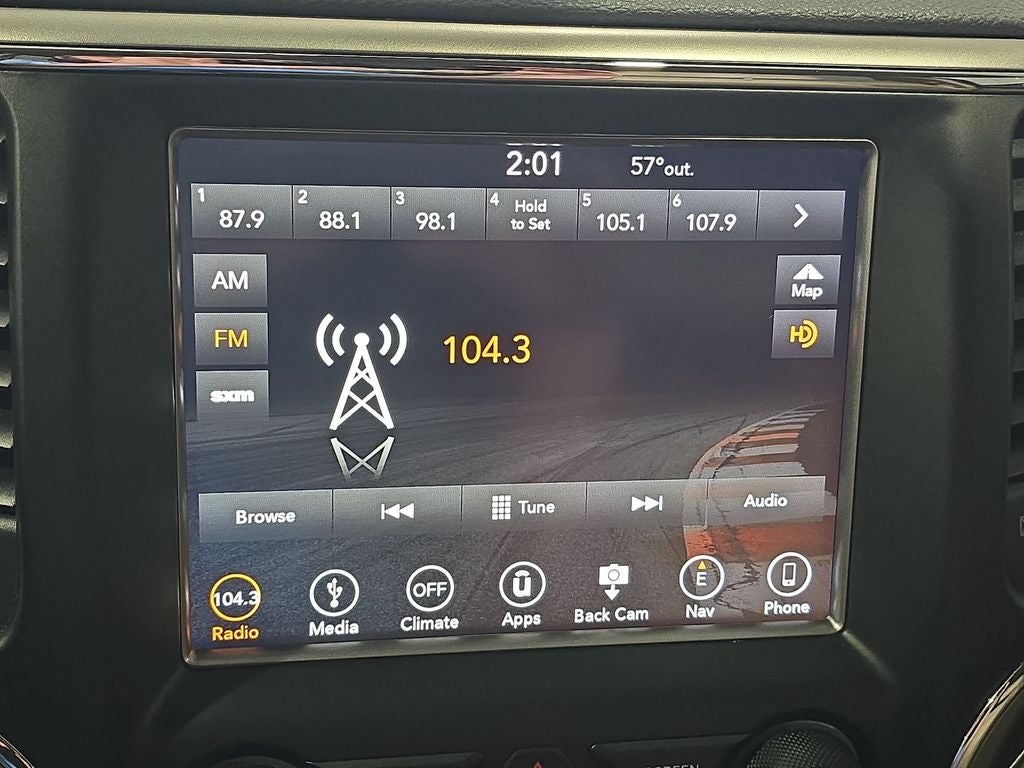 2:01 57°out.
1 2 3 4 Hold 5 6
87.9 88.1 98.1 to Set 105.1 107.9
AM Map
FM 104.3 HD
sxm
Browse Tune Audio
104.3 OFF E
Radio Media Climate Apps Back Cam Nav Phone
SCREEN